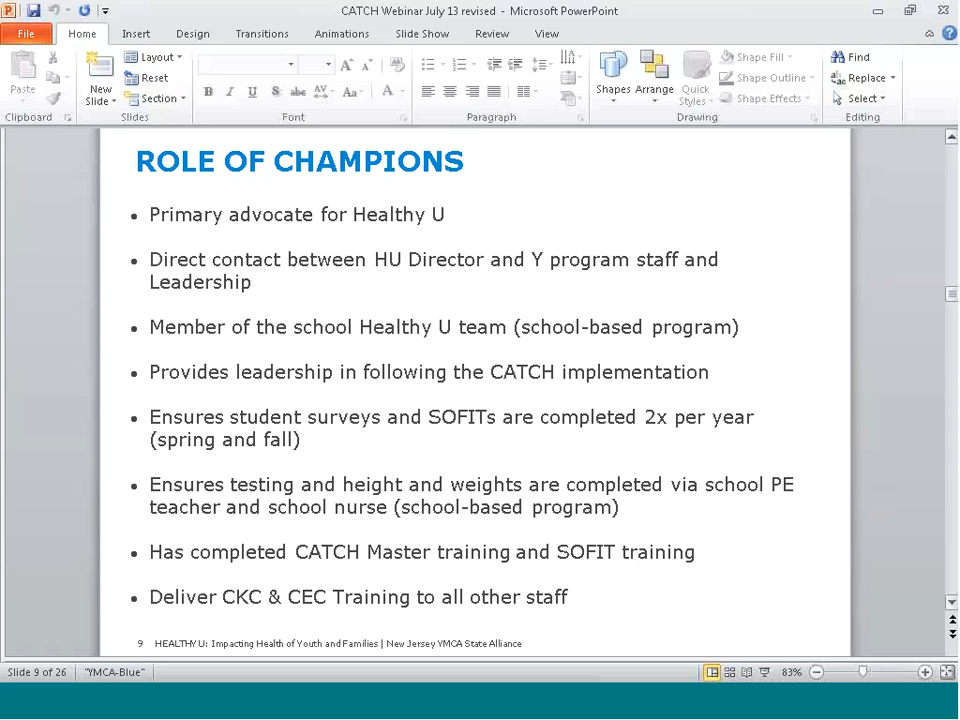 CATCH Webinar July 13 revised - Microsoft PowerPoint
File Home Insert Design Transitions Animations Slide Show Review View
Paste
New
Slide
Layout
Reset
Section
B I U S abc AV Aa A
Shapes Arrange Quick
Styles
Shape Fill
Shape Outline
Shape Effects
Find
Replace
Select
Clipboard Slides Font Paragraph Drawing Editing
ROLE OF CHAMPIONS
• Primary advocate for Healthy U
• Direct contact between HU Director and Y program staff and
Leadership
• Member of the school Healthy U team (school-based program)
• Provides leadership in following the CATCH implementation
• Ensures student surveys and SOFITs are completed 2x per year
(spring and fall)
• Ensures testing and height and weights are completed via school PE
teacher and school nurse (school-based program)
• Has completed CATCH Master training and SOFIT training
• Deliver CKC & CEC Training to all other staff
9 HEALTHY U: Impacting Health of Youth and Families | New Jersey YMCA State Alliance
Slide 9 of 26 "YMCA-Blue" 83%